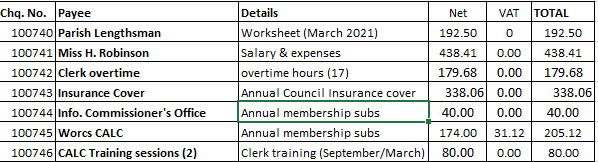 Chq. No. Payee Details Net VAT TOTAL
100740 Parish Lengthsman Worksheet (March 2021) 192.50 0 192.50
100741 Miss H. Robinson Salary & expenses 438.41 0.00 438.41
100742 Clerk overtime overtime hours (17) 179.68 0.00 179.68
100743 Insurance Cover Annual Council Insurance cover 338.06 0.00 338.06
100744 Info. Commissioner's Office Annual membership subs 40.00 0.00 40.00
100745 Worcs CALC Annual membership subs 174.00 31.12 205.12
100746 CALC Training sessions (2) Clerk training (September/March) 80.00 0.00 80.00